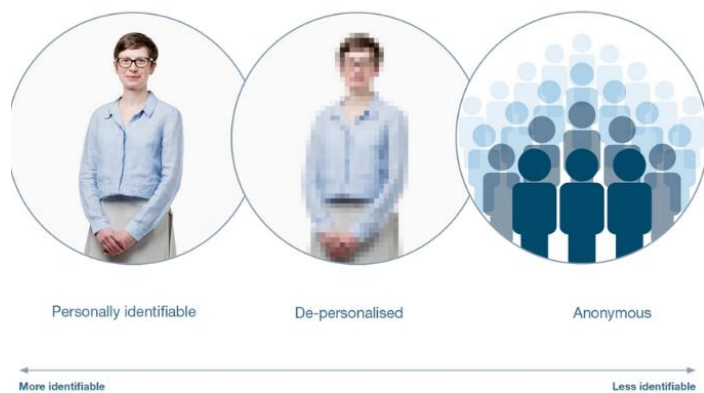 Personally identifiable
De-personalised
Anonymous
More identifiable
Less identifiable